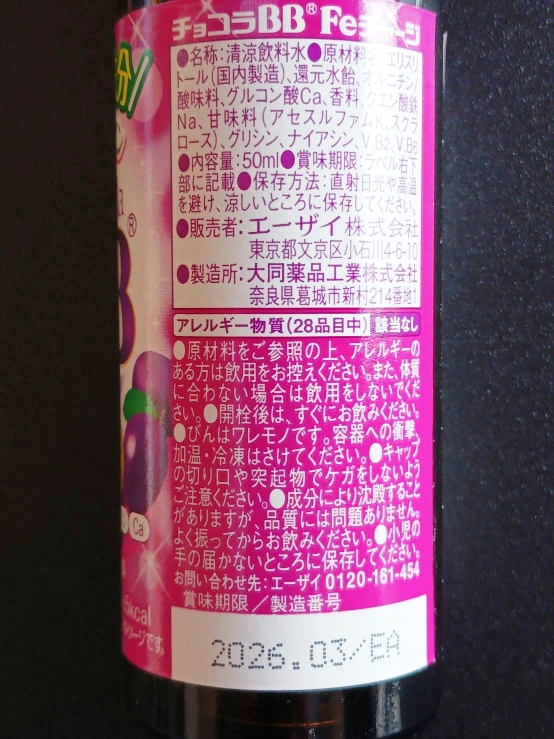 チョコラBB® Feチャージ
●名称:清涼飲料水●原材料名:エリスリ
トール(国内製造)、還元水飴、オルニチン/
酸味料、グルコン酸Ca、香料、クエン酸鉄
Na、甘味料(アセスルファムK、スクラ
ロース)、グリシン、ナイアシン、V.B2、V.B6
●内容量:50ml●賞味期限:ラベル右下
部に記載●保存方法:直射日光や高温
を避け、涼しいところに保存してください。
●販売者:エーザイ株式会社
東京都文京区小石川4-6-10
●製造所:大同薬品工業株式会社
奈良県葛城市新村214番地1
アレルギー物質(28品目中) 該当なし
●原材料をご参照の上、アレルギーの
ある方は飲用をお控えください。また、体質
に合わない場合は飲用をしないでくだ
さい。●開栓後は、すぐにお飲みください。
●びんはワレモノです。容器への衝撃、
加温・冷凍はさけてください。●キャップ
の切り口や突起物でケガをしないよう
ご注意ください。●成分により沈殿すること
がありますが、品質には問題ありません。
よく振ってからお飲みください。●小児の
手の届かないところに保存してください。
お問い合わせ先:エーザイ 0120-161-454
賞味期限/製造番号
2026.03/EA
分
®
Ca
kcal
です。